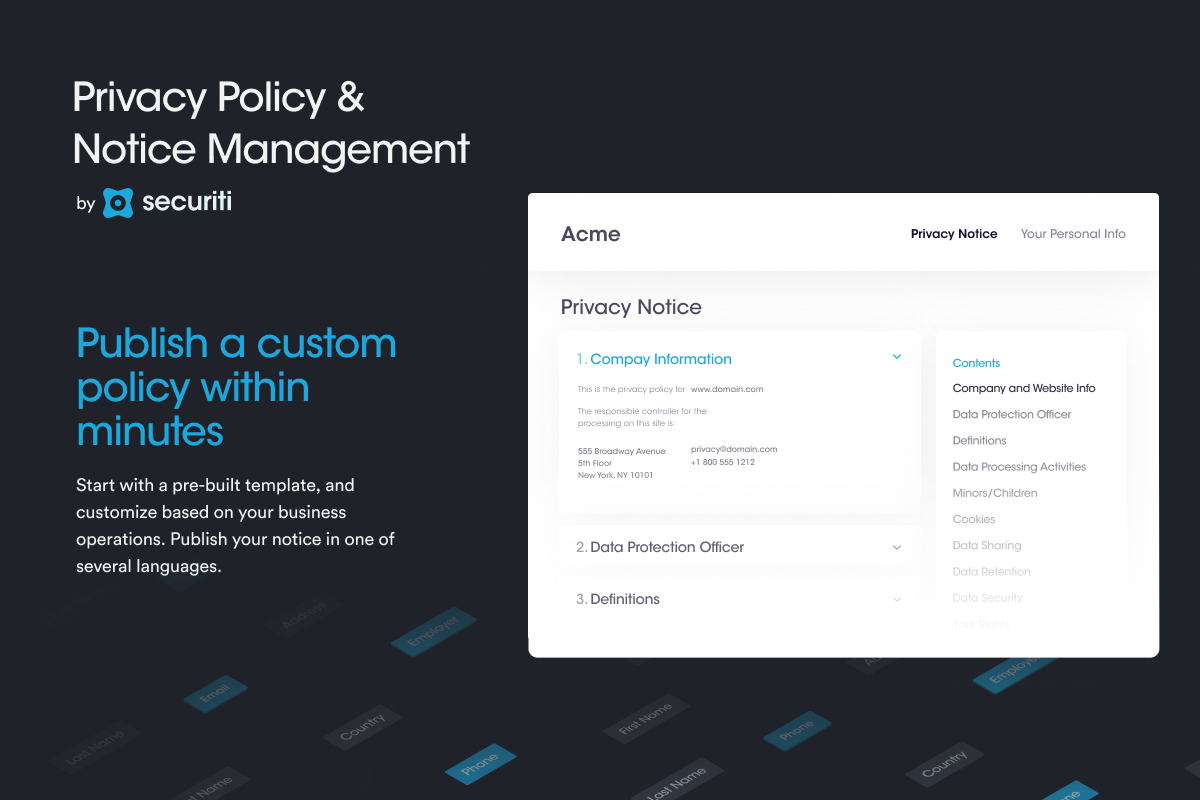 Privacy Policy &
Notice Management
by securiti
Publish a custom
policy within
minutes
Start with a pre-built template, and
customize based on your business
operations. Publish your notice in one of
several languages.
Acme
Privacy Notice
Your Personal Info
Privacy Notice
1. Compay Information
This is the privacy policy for www.domain.com
The responsible controller for the
processing on this site is:
555 Broadway Avenue
5th Floor
New York, NY 10101
privacy@domain.com
+1 800 555 1212
2. Data Protection Officer
3. Definitions
Contents
Company and Website Info
Data Protection Officer
Definitions
Data Processing Activities
Minors/Children
Cookies
Data Sharing
Data Retention
Data Security
Your Rights
Address
Employer
Employer
Email
Country
First Name
Phone
Last Name
Phone
Country
Name
Last Name